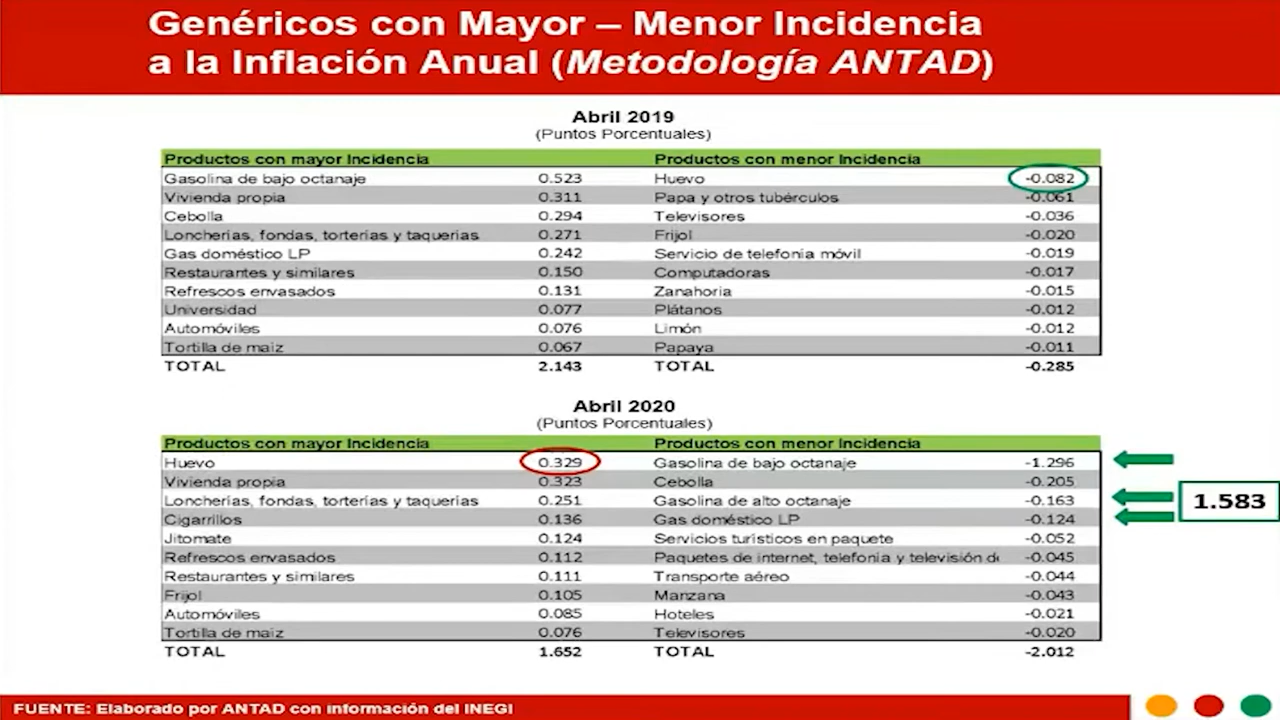 Genéricos con Mayor – Menor Incidencia
a la Inflación Anual (Metodología ANTAD)
Abril 2019
(Puntos Porcentuales)
Productos con mayor Incidencia Productos con menor Incidencia
Gasolina de bajo octanaje 0.523 Huevo -0.082
Vivienda propia 0.311 Papa y otros tubérculos -0.061
Cebolla 0.294 Televisores -0.036
Loncherías, fondas, torterías y taquerías 0.271 Frijol -0.020
Gas doméstico LP 0.242 Servicio de telefonía móvil -0.019
Restaurantes y similares 0.150 Computadoras -0.017
Refrescos envasados 0.131 Zanahoria -0.015
Universidad 0.077 Plátanos -0.012
Automóviles 0.076 Limón -0.012
Tortilla de maíz 0.067 Papaya -0.011
TOTAL 2.143 TOTAL -0.285
Abril 2020
(Puntos Porcentuales)
Productos con mayor Incidencia Productos con menor Incidencia
Huevo 0.329 Gasolina de bajo octanaje -1.296
Vivienda propia 0.323 Cebolla -0.205
Loncherías, fondas, torterías y taquerías 0.251 Gasolina de alto octanaje -0.163
1.583
Cigarrillos 0.136 Gas doméstico LP -0.124
Jitomate 0.124 Servicios turísticos en paquete -0.052
Refrescos envasados 0.112 Paquetes de internet, telefonía y televisión d -0.045
Restaurantes y similares 0.111 Transporte aéreo -0.044
Frijol 0.105 Manzana -0.043
Automóviles 0.085 Hoteles -0.021
Tortilla de maíz 0.076 Televisores -0.020
TOTAL 1.652 TOTAL -2.012
FUENTE: Elaborado por ANTAD con información del INEGI